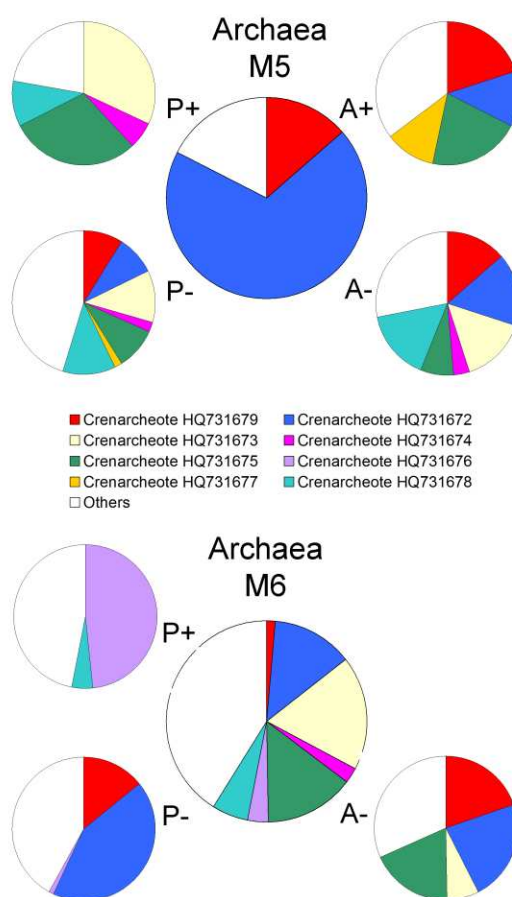 Archaea
M5
P+
A+
P-
A-
Crenarcheote HQ731679
Crenarcheote HQ731672
Crenarcheote HQ731673
Crenarcheote HQ731674
Crenarcheote HQ731675
Crenarcheote HQ731676
Crenarcheote HQ731677
Crenarcheote HQ731678
Others
Archaea
M6
P+
P-
A-